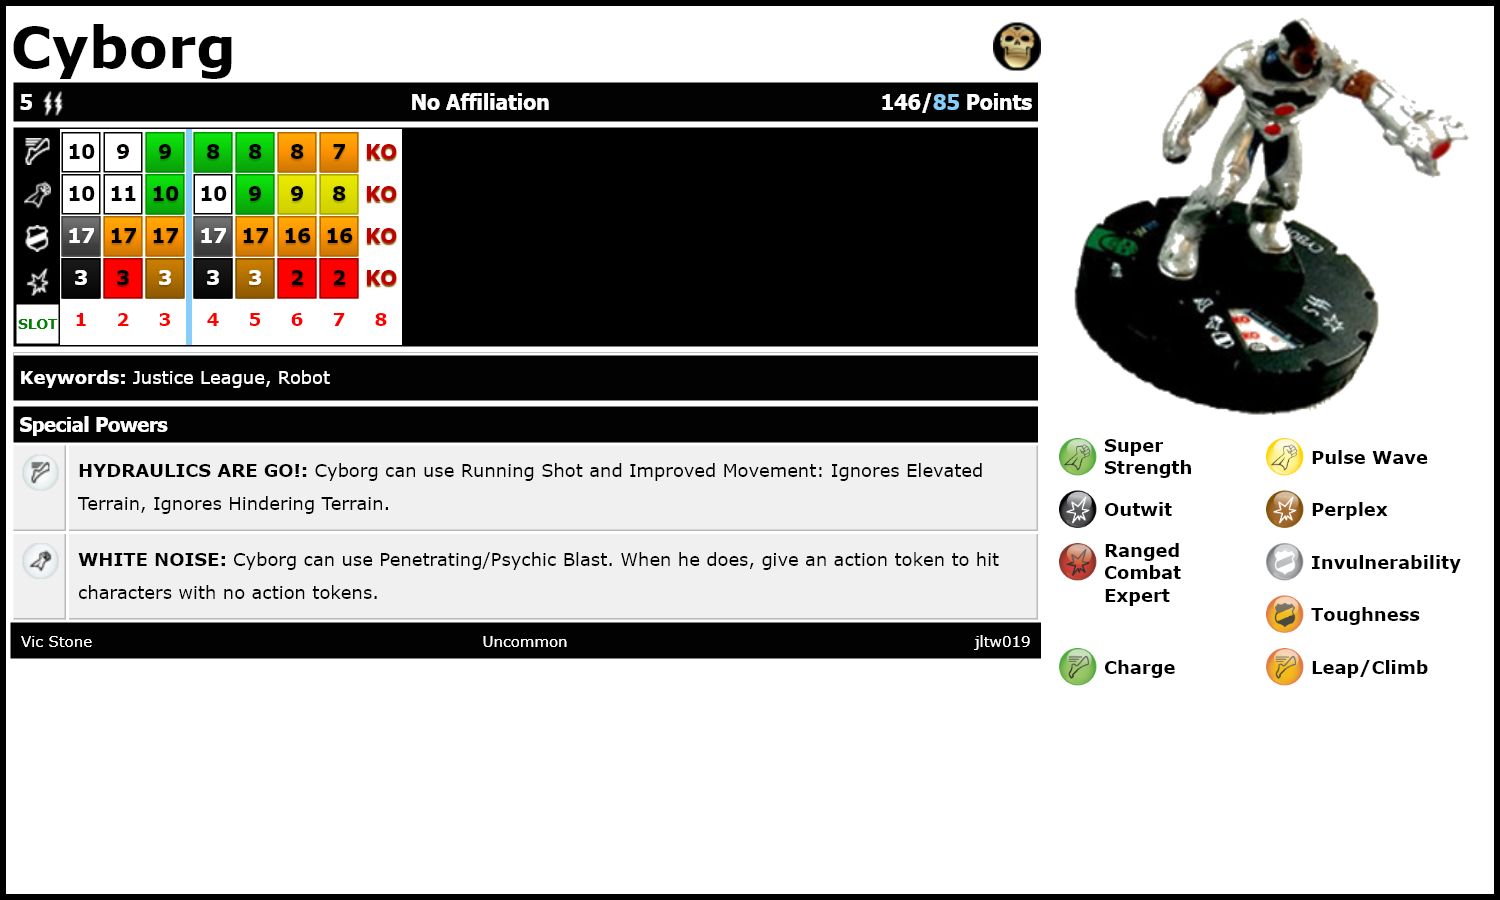 Cyborg
5 No Affiliation 146/85 Points
10 9 9 8 8 8 7 KO
10 11 10 10 9 9 8 KO
17 17 17 17 17 16 16 KO
3 3 3 3 3 2 2 KO
SLOT 1 2 3 4 5 6 7 8
Keywords: Justice League, Robot
Special Powers
HYDRAULICS ARE GO!: Cyborg can use Running Shot and Improved Movement: Ignores Elevated
Terrain, Ignores Hindering Terrain.
WHITE NOISE: Cyborg can use Penetrating/Psychic Blast. When he does, give an action token to hit
characters with no action tokens.
Vic Stone Uncommon jltw019
Super
Strength
Pulse Wave
Outwit
Perplex
Ranged
Combat
Expert
Invulnerability
Toughness
Charge
Leap/Climb